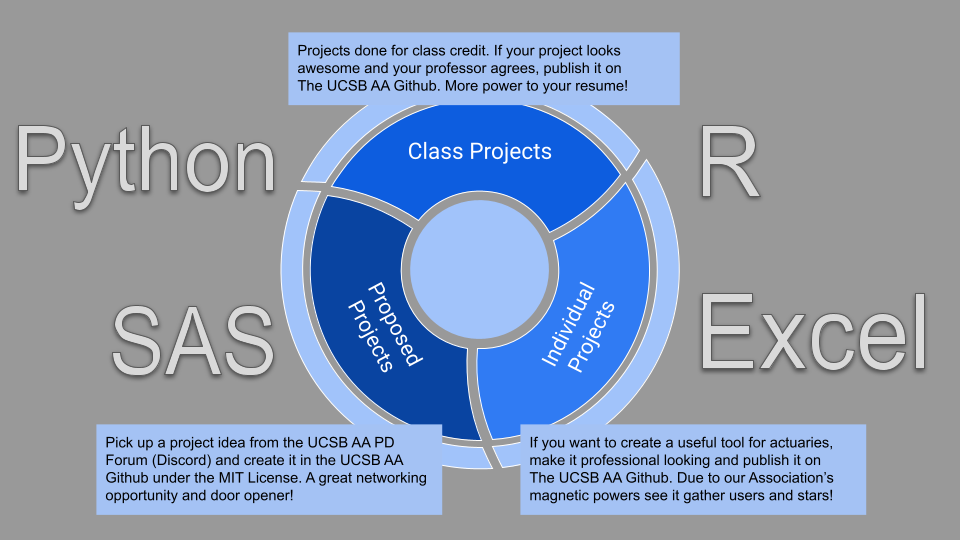 Projects done for class credit. If your project looks
awesome and your professor agrees, publish it on
The UCSB AA Github. More power to your resume!
Python
R
Class Projects
SAS
Excel
Proposed
Projects
Individual
Projects
Pick up a project idea from the UCSB AA PD
Forum (Discord) and create it in the UCSB AA
Github under the MIT License. A great networking
opportunity and door opener!
If you want to create a useful tool for actuaries,
make it professional looking and publish it on
The UCSB AA Github. Due to our Association's
magnetic powers see it gather users and stars!